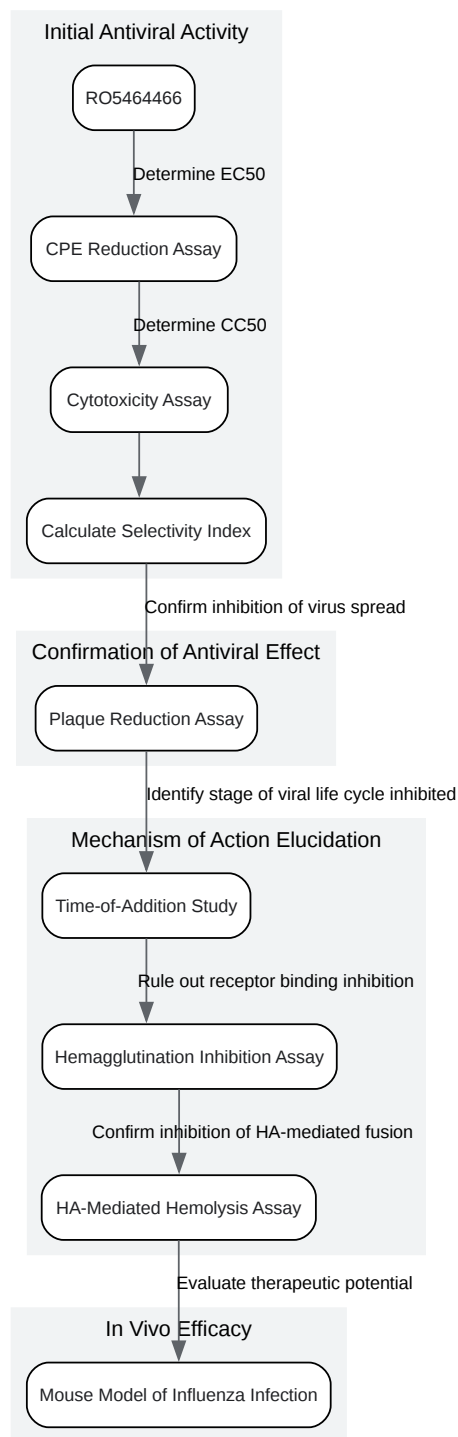 Initial Antiviral Activity
RO5464466
Determine EC50
CPE Reduction Assay
Determine CC50
Cytotoxicity Assay
Calculate Selectivity Index
Confirm inhibition of virus spread
Confirmation of Antiviral Effect
Plaque Reduction Assay
Identify stage of viral life cycle inhibited
Mechanism of Action Elucidation
Time-of-Addition Study
Rule out receptor binding inhibition
Hemagglutination Inhibition Assay
Confirm inhibition of HA-mediated fusion
HA-Mediated Hemolysis Assay
Evaluate therapeutic potential
In Vivo Efficacy
Mouse Model of Influenza Infection